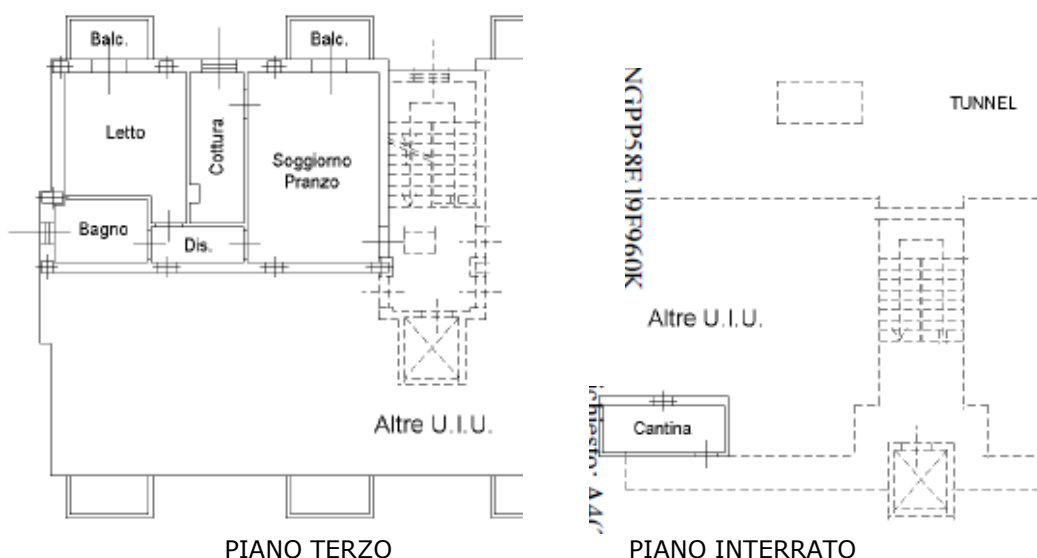 Balc.
Balc.
Letto
Cottura
Soggiorno
Pranzo
Bagno
Dis.
Altre U.I.U.
PIANO TERZO
NGPP58E19F960K
TUNNEL
Altre U.I.U.
Cantina
PIANO INTERRATO